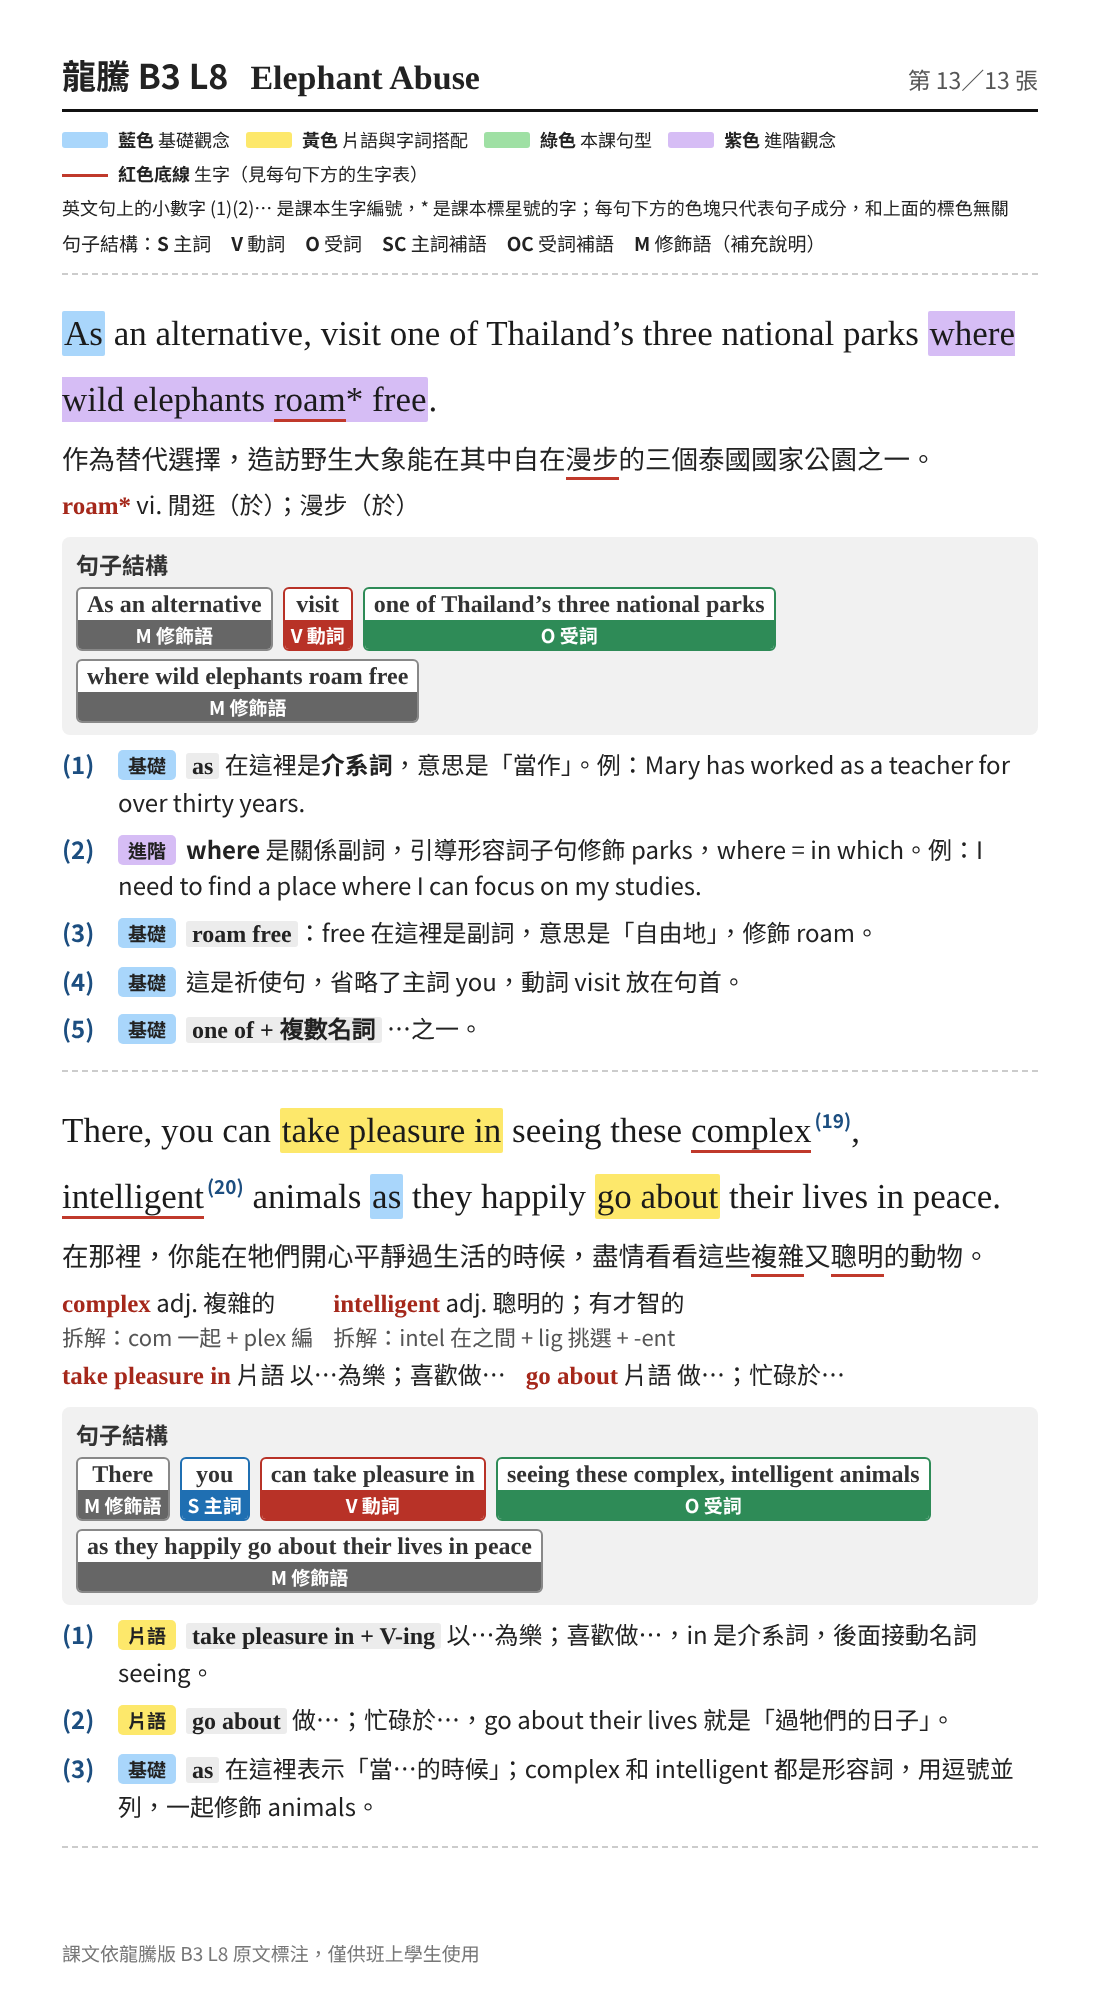 龍騰 B3 L8 Elephant Abuse
第 13／13 張
藍色 基礎觀念 黃色 片語與字詞搭配 綠色 本課句型 紫色 進階觀念
紅色底線 生字（見每句下方的生字表）
英文句上的小數字 (1)(2)… 是課本生字編號，* 是課本標星號的字；每句下方的色塊只代表句子成分，和上面的標色無關
句子結構：S 主詞 V 動詞 O 受詞 SC 主詞補語 OC 受詞補語 M 修飾語（補充說明）
As an alternative, visit one of Thailand’s three national parks where
wild elephants roam* free.
作為替代選擇，造訪野生大象能在其中自在漫步的三個泰國國家公園之一。
roam* vi. 閒逛（於）；漫步（於）
句子結構
As an alternative visit one of Thailand’s three national parks
M 修飾語 V 動詞 O 受詞
where wild elephants roam free
M 修飾語
(1) 基礎 as 在這裡是介系詞，意思是「當作」。例：Mary has worked as a teacher for
over thirty years.
(2) 進階 where 是關係副詞，引導形容詞子句修飾 parks，where = in which。例：I
need to find a place where I can focus on my studies.
(3) 基礎 roam free：free 在這裡是副詞，意思是「自由地」，修飾 roam。
(4) 基礎 這是祈使句，省略了主詞 you，動詞 visit 放在句首。
(5) 基礎 one of + 複數名詞 …之一。
There, you can take pleasure in seeing these complex(19),
intelligent(20) animals as they happily go about their lives in peace.
在那裡，你能在牠們開心平靜過生活的時候，盡情看看這些複雜又聰明的動物。
complex adj. 複雜的 intelligent adj. 聰明的；有才智的
拆解：com 一起 + plex 編 拆解：intel 在之間 + lig 挑選 + -ent
take pleasure in 片語 以…為樂；喜歡做… go about 片語 做…；忙碌於…
句子結構
There you can take pleasure in seeing these complex, intelligent animals
M 修飾語 S 主詞 V 動詞 O 受詞
as they happily go about their lives in peace
M 修飾語
(1) 片語 take pleasure in + V-ing 以…為樂；喜歡做…，in 是介系詞，後面接動名詞
seeing。
(2) 片語 go about 做…；忙碌於…，go about their lives 就是「過牠們的日子」。
(3) 基礎 as 在這裡表示「當…的時候」；complex 和 intelligent 都是形容詞，用逗號並
列，一起修飾 animals。
課文依龍騰版 B3 L8 原文標注，僅供班上學生使用